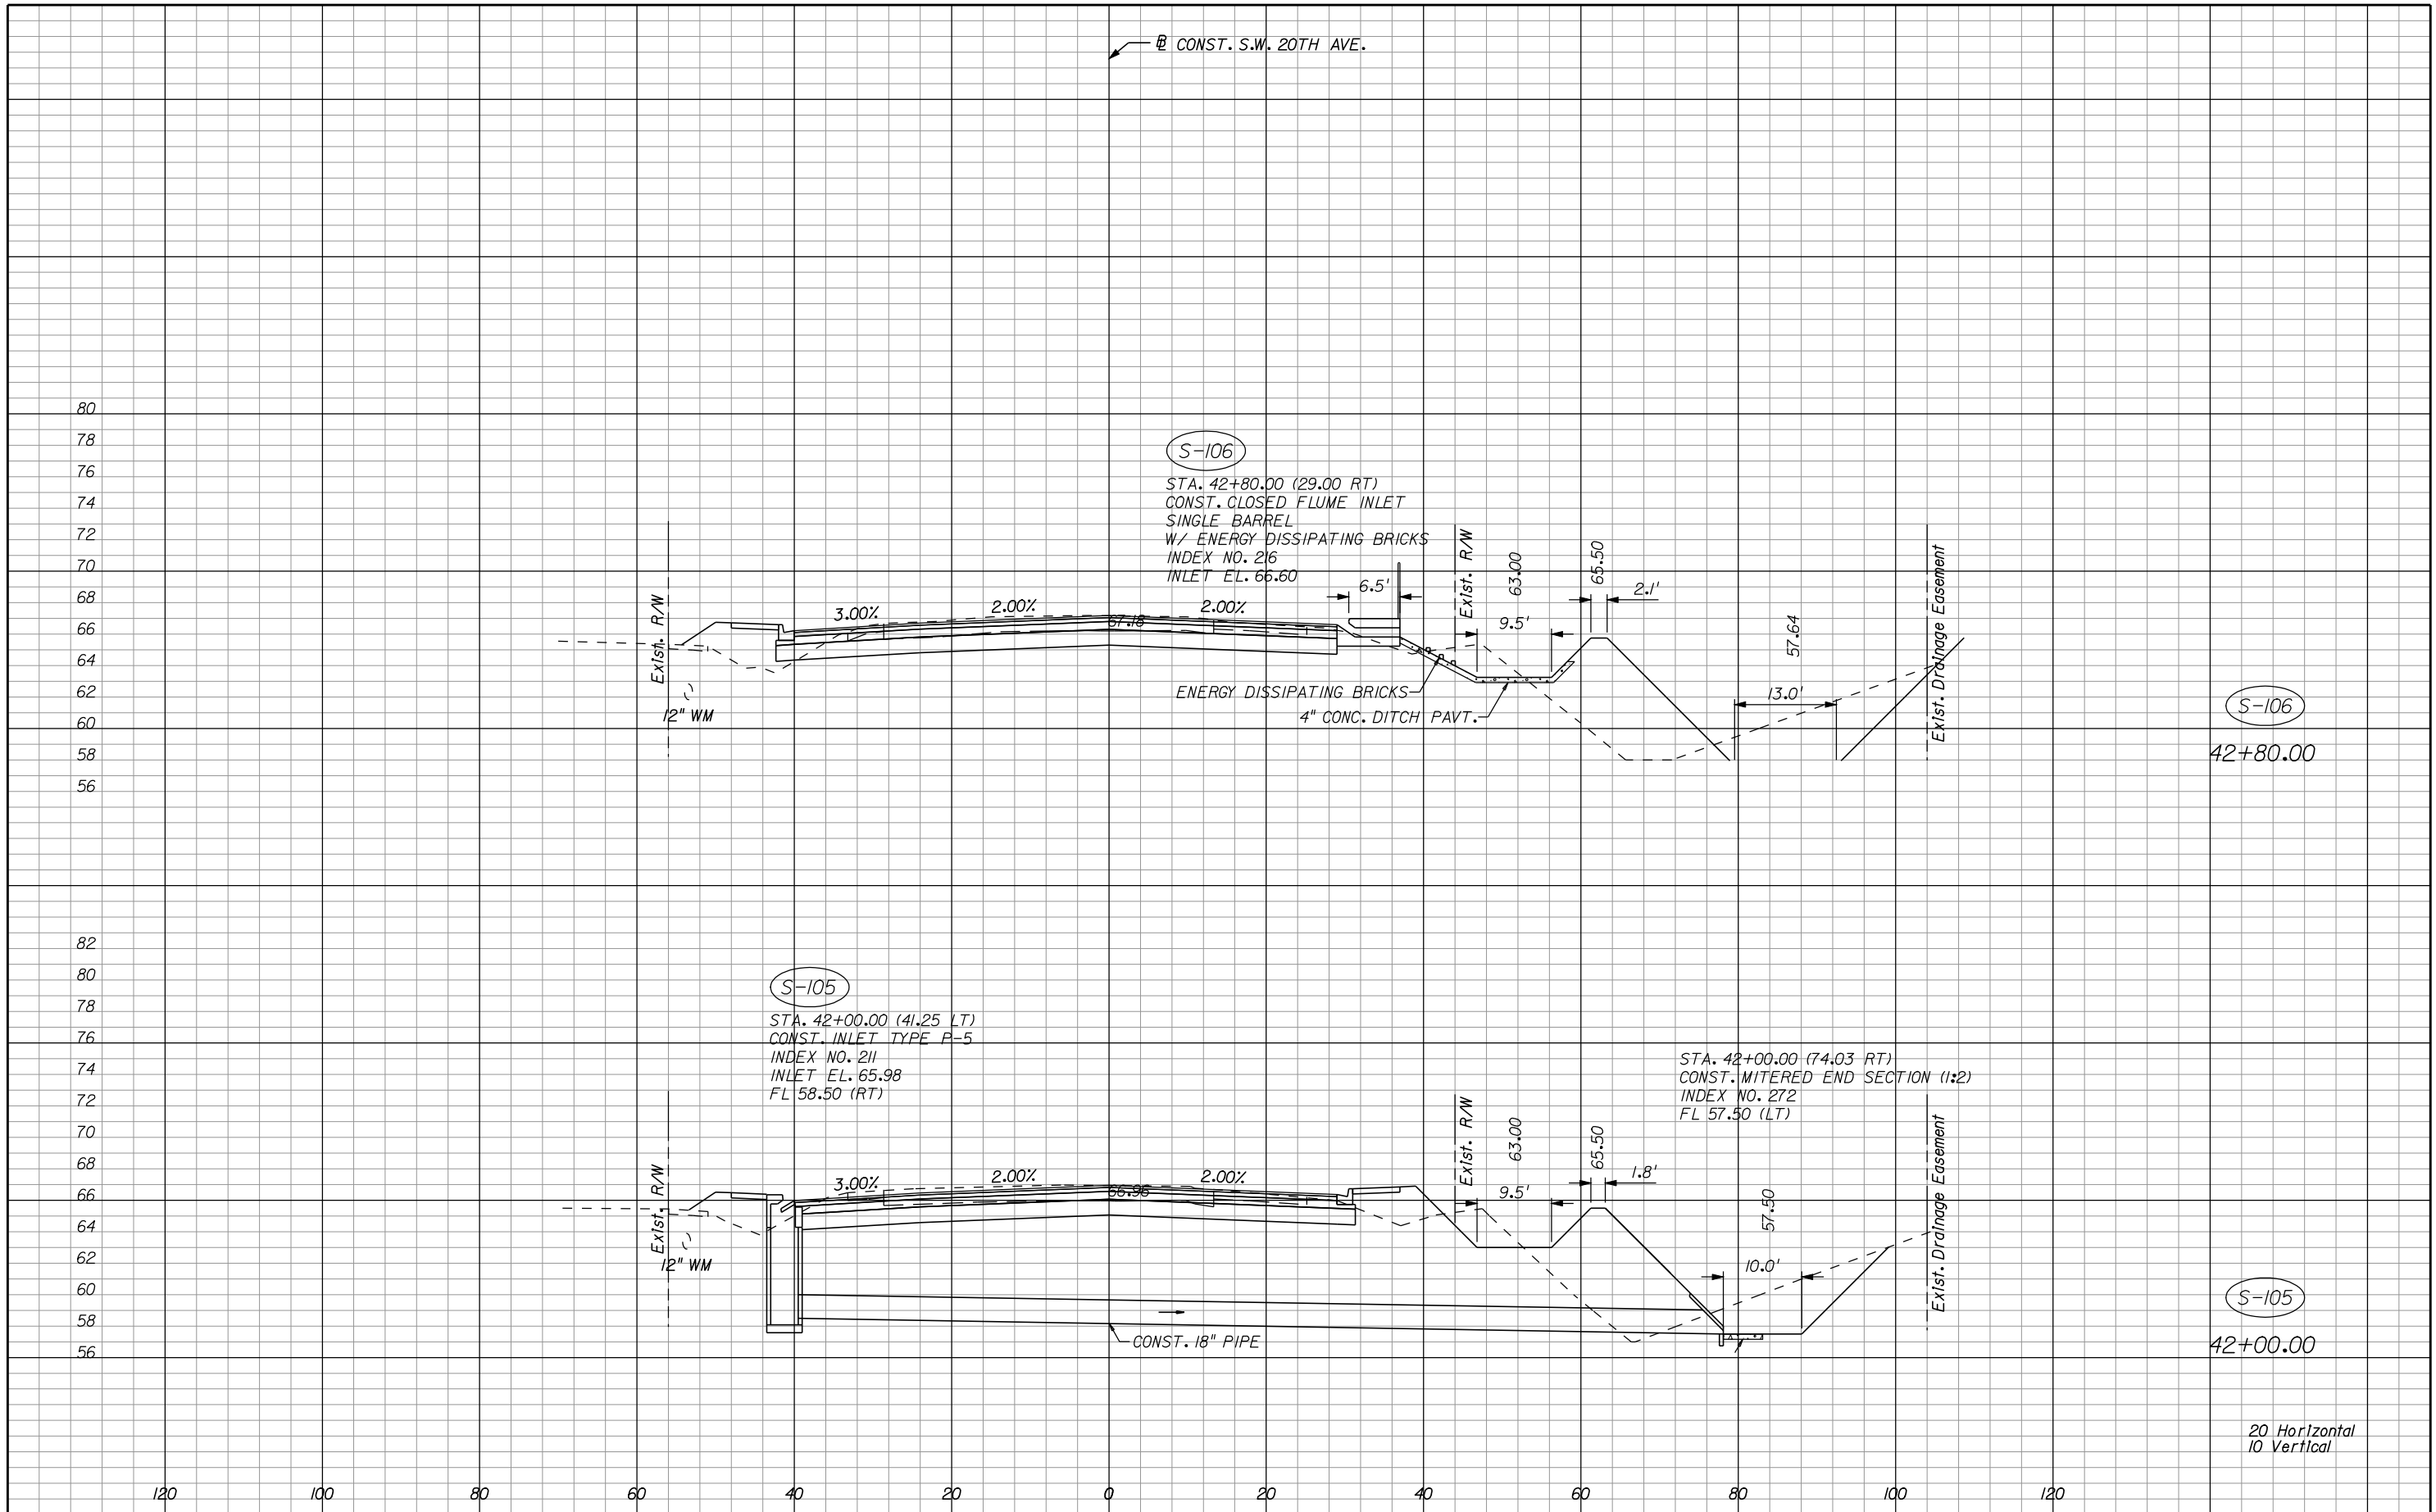 ℄ CONST. S.W. 20TH AVE.
80
78
76
74
72
70
68
66
64
62
60
58
56
S-106
STA. 42+80.00 (29.00 RT)
CONST. CLOSED FLUME INLET
SINGLE BARREL
W/ ENERGY DISSIPATING BRICKS
INDEX NO. 216
INLET EL. 66.60
Exist. R/W
12" WM
3.00%
2.00%
67.18
2.00%
6.5'
Exist. R/W
63.00
9.5'
65.50
2.1'
57.64
13.0'
Exist. Drainage Easement
ENERGY DISSIPATING BRICKS
4" CONC. DITCH PAVT.
S-106
42+80.00
82
80
78
76
74
72
70
68
66
64
62
60
58
56
S-105
STA. 42+00.00 (41.25 LT)
CONST. INLET TYPE P-5
INDEX NO. 211
INLET EL. 65.98
FL 58.50 (RT)
STA. 42+00.00 (74.03 RT)
CONST. MITERED END SECTION (1:2)
INDEX NO. 272
FL 57.50 (LT)
Exist. R/W
12" WM
3.00%
2.00%
66.96
2.00%
Exist. R/W
63.00
9.5'
65.50
1.8'
57.50
10.0'
Exist. Drainage Easement
CONST. 18" PIPE
S-105
42+00.00
20 Horizontal
10 Vertical
120 100 80 60 40 20 0 20 40 60 80 100 120